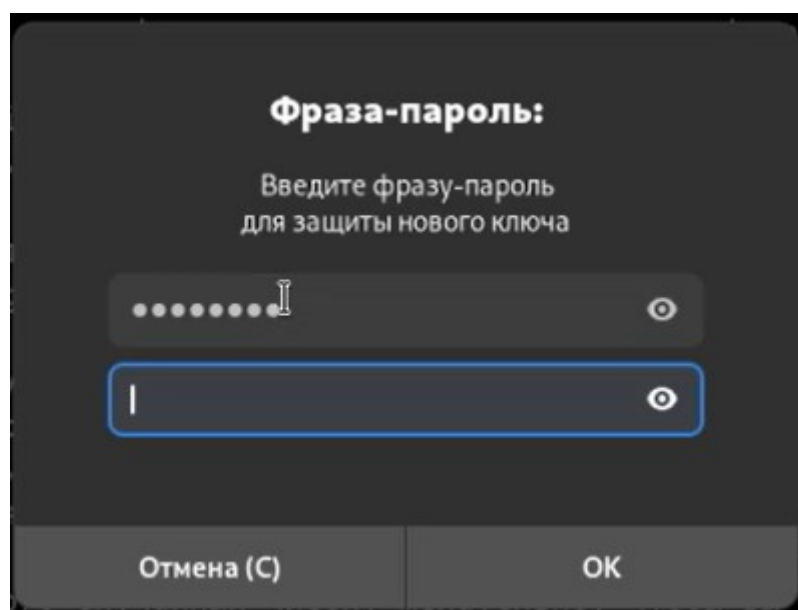 Фраза-пароль:
Введите фразу-пароль
для защиты нового ключа
Отмена (C)
OK